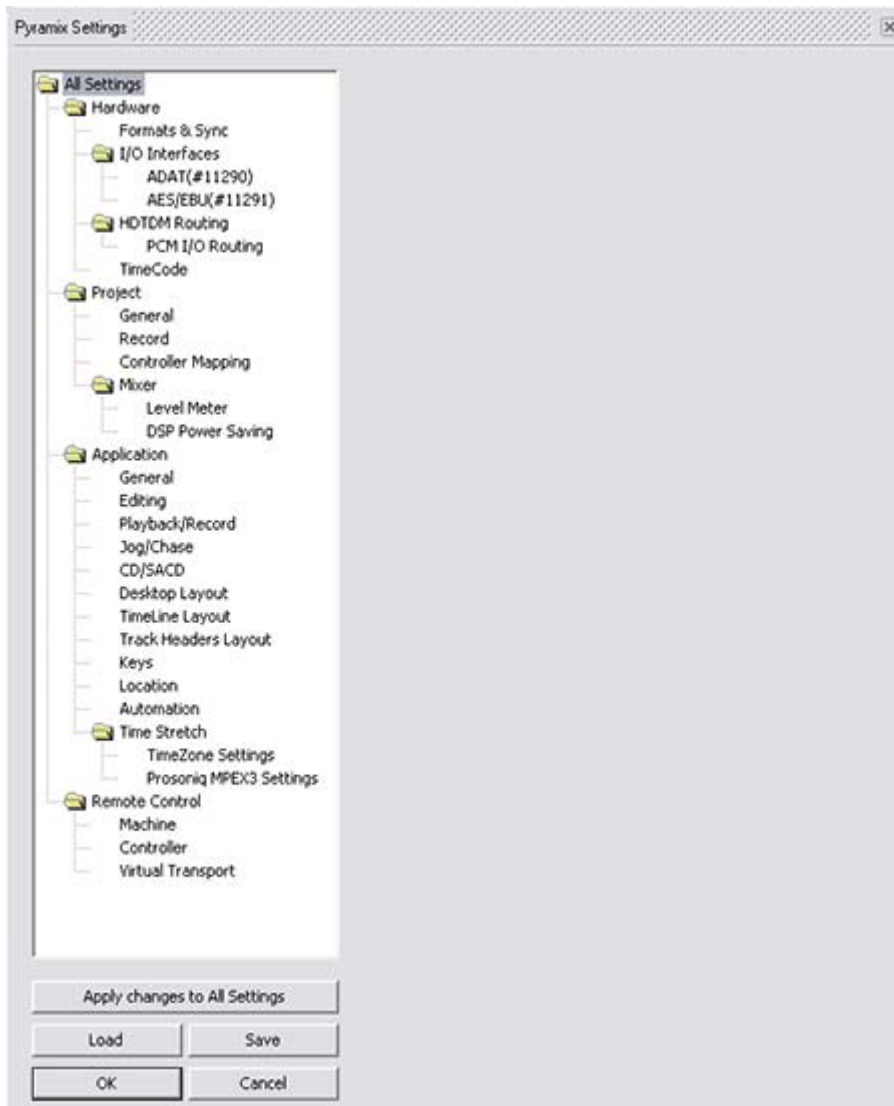 Pyramix Settings
All Settings
Hardware
Formats & Sync
I/O Interfaces
ADAT(#11290)
AES/EBU(#11291)
HDTDM Routing
PCM I/O Routing
TimeCode
Project
General
Record
Controller Mapping
Mixer
Level Meter
DSP Power Saving
Application
General
Editing
Playback/Record
Jog/Chase
CD/SACD
Desktop Layout
TimeLine Layout
Track Headers Layout
Keys
Location
Automation
Time Stretch
TimeZone Settings
Prosoniq MPEX3 Settings
Remote Control
Machine
Controller
Virtual Transport
Apply changes to All Settings
Load Save
OK Cancel